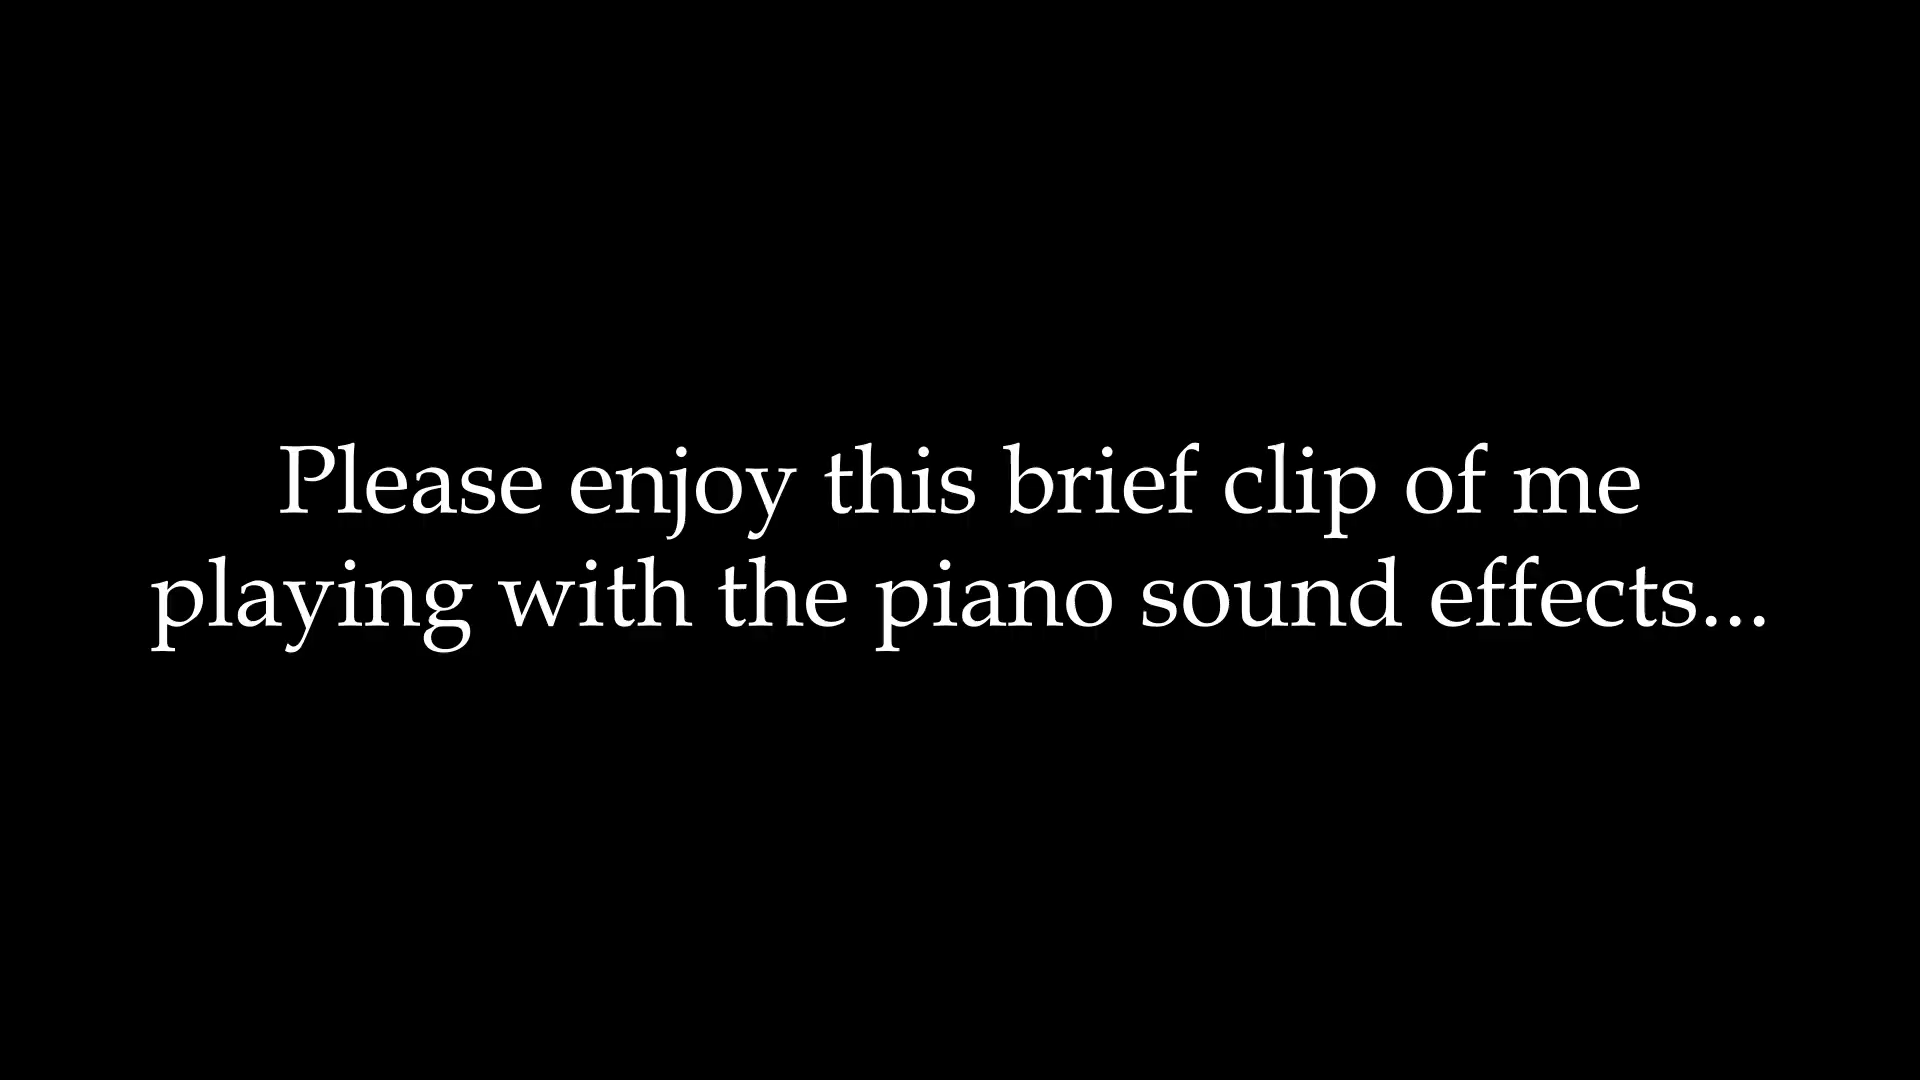 Please enjoy this brief clip of me
playing with the piano sound effects...